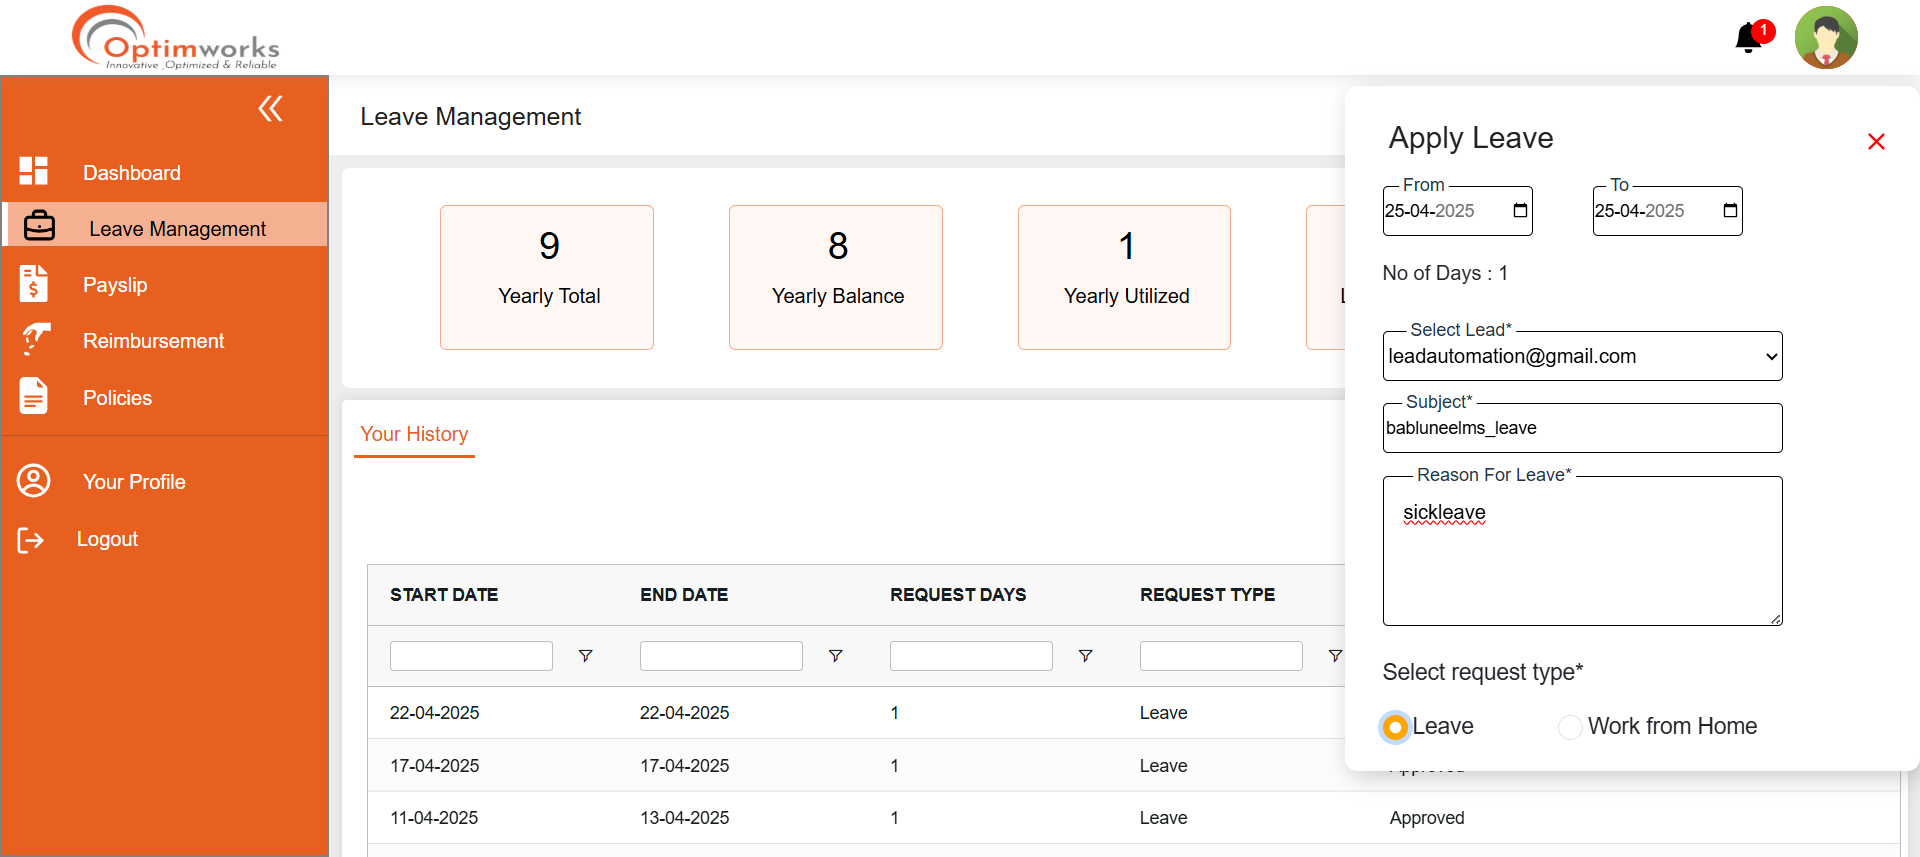 Optimworks
Innovative ,Optimized & Reliable
1
Dashboard
Leave Management
Payslip
Reimbursement
Policies
Your Profile
Logout
Leave Management
9
Yearly Total
8
Yearly Balance
1
Yearly Utilized
Your History
START DATE END DATE REQUEST DAYS REQUEST TYPE
22-04-2025 22-04-2025 1 Leave
17-04-2025 17-04-2025 1 Leave
11-04-2025 13-04-2025 1 Leave Approved
Apply Leave
From To
25-04-2025 25-04-2025
No of Days : 1
Select Lead*
leadautomation@gmail.com
Subject*
babluneelms_leave
Reason For Leave*
sickleave
Select request type*
Leave Work from Home